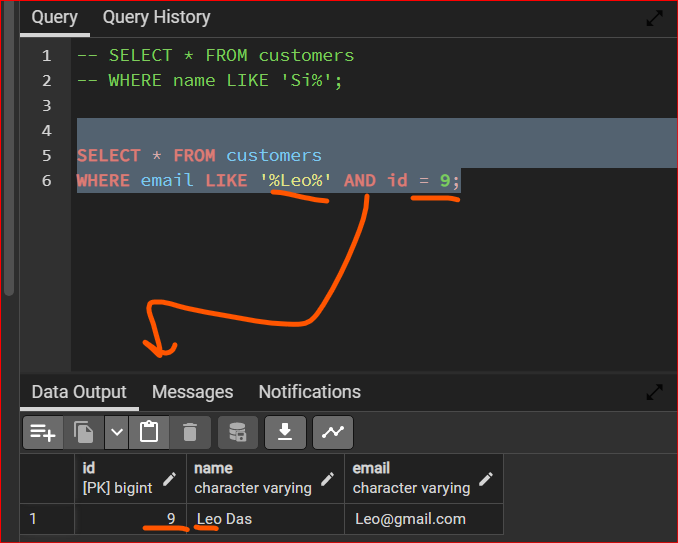 Query Query History
1 -- SELECT * FROM customers
2 -- WHERE name LIKE 'Si%';
3
4
5 SELECT * FROM customers
6 WHERE email LIKE '%Leo%' AND id = 9;
Data Output Messages Notifications
id name email
[PK] bigint character varying character varying
1 9 Leo Das Leo@gmail.com